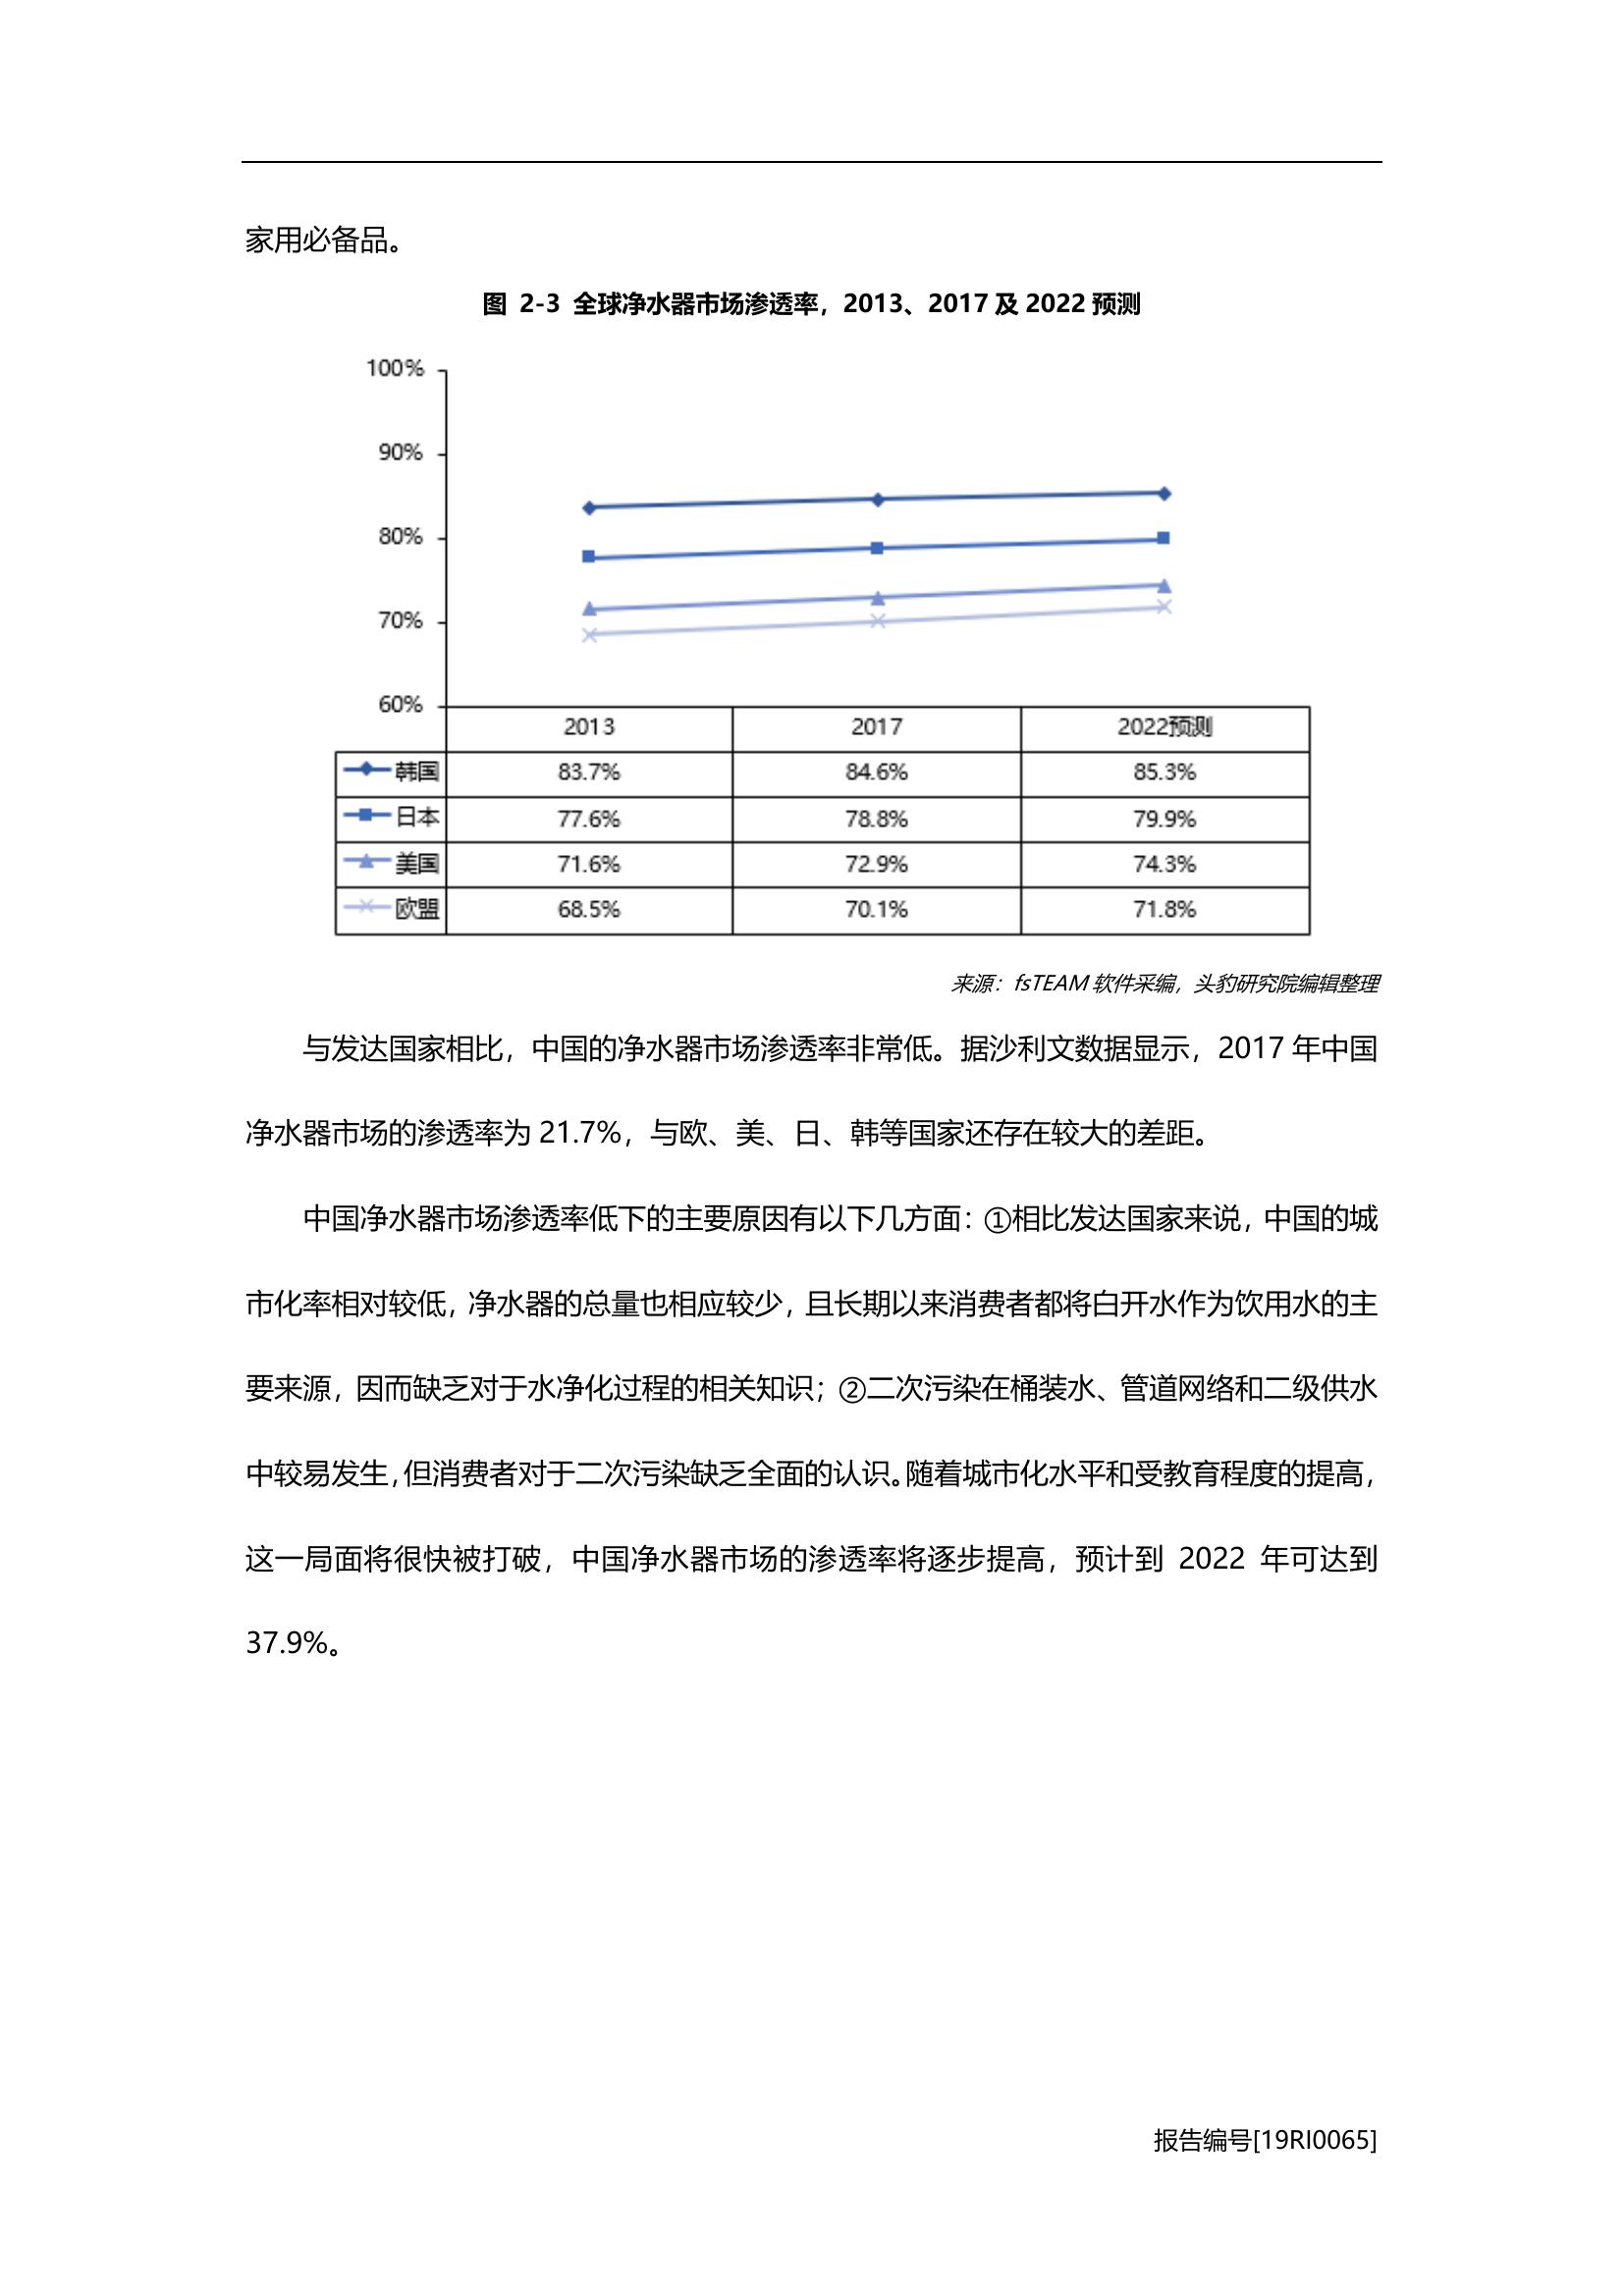 家用必备品。
图 2-3 全球净水器市场渗透率，2013、2017 及 2022 预测
100%
90%
80%
70%
60%
2013 2017 2022预测
韩国 83.7% 84.6% 85.3%
日本 77.6% 78.8% 79.9%
美国 71.6% 72.9% 74.3%
欧盟 68.5% 70.1% 71.8%
来源：fsTEAM 软件采编，头豹研究院编辑整理
与发达国家相比，中国的净水器市场渗透率非常低。据沙利文数据显示，2017 年中国
净水器市场的渗透率为 21.7%，与欧、美、日、韩等国家还存在较大的差距。
中国净水器市场渗透率低下的主要原因有以下几方面：①相比发达国家来说，中国的城
市化率相对较低，净水器的总量也相应较少，且长期以来消费者都将白开水作为饮用水的主
要来源，因而缺乏对于水净化过程的相关知识；②二次污染在桶装水、管道网络和二级供水
中较易发生，但消费者对于二次污染缺乏全面的认识。随着城市化水平和受教育程度的提高，
这一局面将很快被打破，中国净水器市场的渗透率将逐步提高，预计到 2022 年可达到
37.9%。
报告编号[19RI0065]